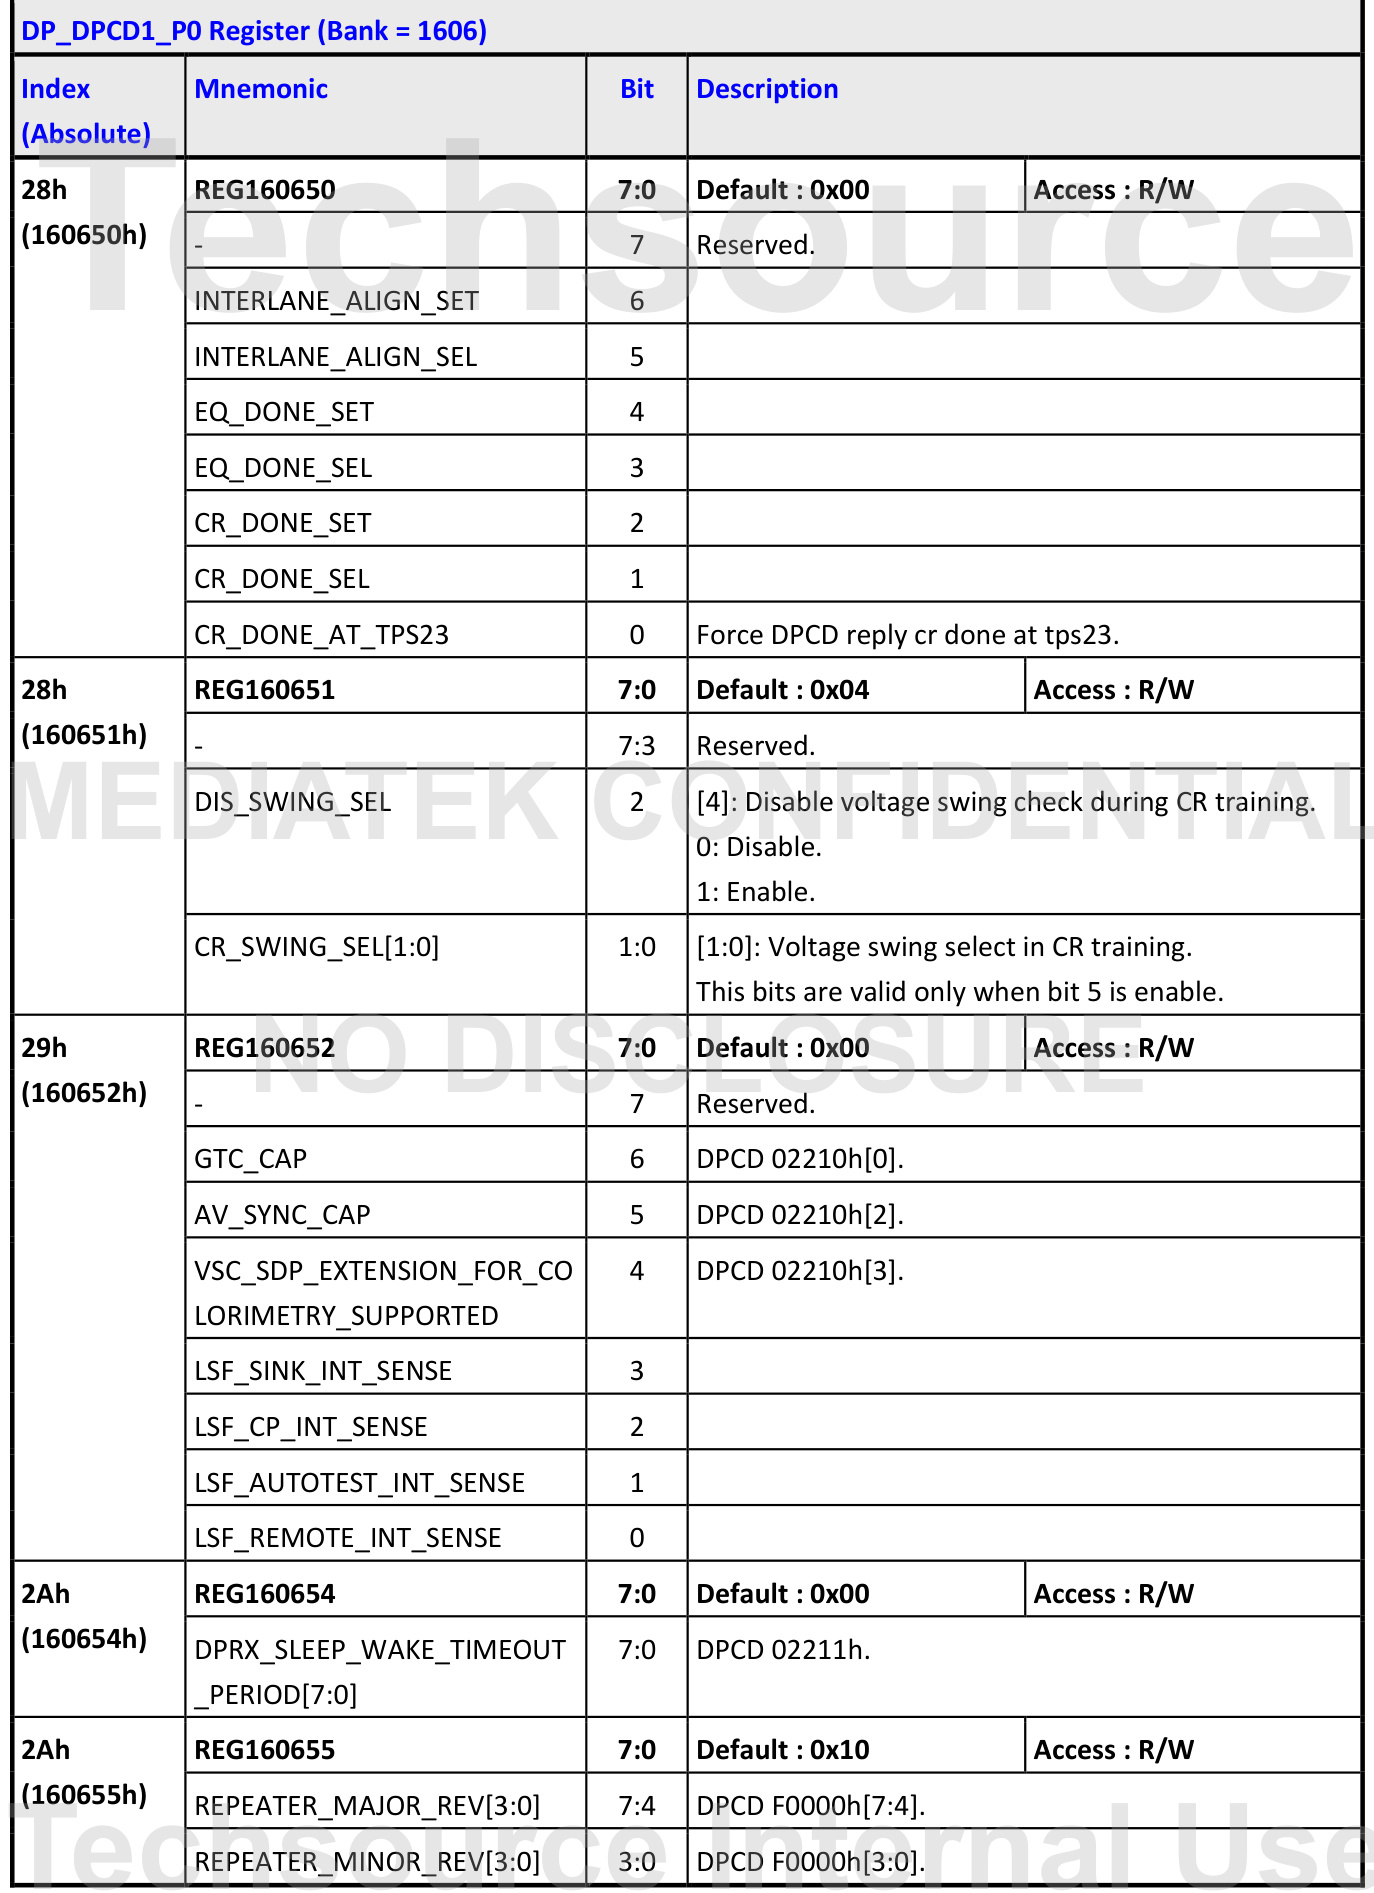 DP_DPCD1_P0 Register (Bank = 1606)
Index Mnemonic Bit Description
(Absolute)
Techsource
28h REG160650 7:0 Default : 0x00 Access : R/W
(160650h) - 7 Reserved.
INTERLANE_ALIGN_SET 6
INTERLANE_ALIGN_SEL 5
EQ_DONE_SET 4
EQ_DONE_SEL 3
CR_DONE_SET 2
CR_DONE_SEL 1
CR_DONE_AT_TPS23 0 Force DPCD reply cr done at tps23.
28h REG160651 7:0 Default : 0x04 Access : R/W
(160651h) - 7:3 Reserved.
MEDIATEK CONFIDENTIAL
DIS_SWING_SEL 2 [4]: Disable voltage swing check during CR training.
0: Disable.
1: Enable.
CR_SWING_SEL[1:0] 1:0 [1:0]: Voltage swing select in CR training.
This bits are valid only when bit 5 is enable.
NO DISCLOSURE
29h REG160652 7:0 Default : 0x00 Access : R/W
(160652h) - 7 Reserved.
GTC_CAP 6 DPCD 02210h[0].
AV_SYNC_CAP 5 DPCD 02210h[2].
VSC_SDP_EXTENSION_FOR_CO 4 DPCD 02210h[3].
LORIMETRY_SUPPORTED
LSF_SINK_INT_SENSE 3
LSF_CP_INT_SENSE 2
LSF_AUTOTEST_INT_SENSE 1
LSF_REMOTE_INT_SENSE 0
2Ah REG160654 7:0 Default : 0x00 Access : R/W
(160654h) DPRX_SLEEP_WAKE_TIMEOUT 7:0 DPCD 02211h.
_PERIOD[7:0]
2Ah REG160655 7:0 Default : 0x10 Access : R/W
(160655h) REPEATER_MAJOR_REV[3:0] 7:4 DPCD F0000h[7:4].
Techsource Internal Use
REPEATER_MINOR_REV[3:0] 3:0 DPCD F0000h[3:0].